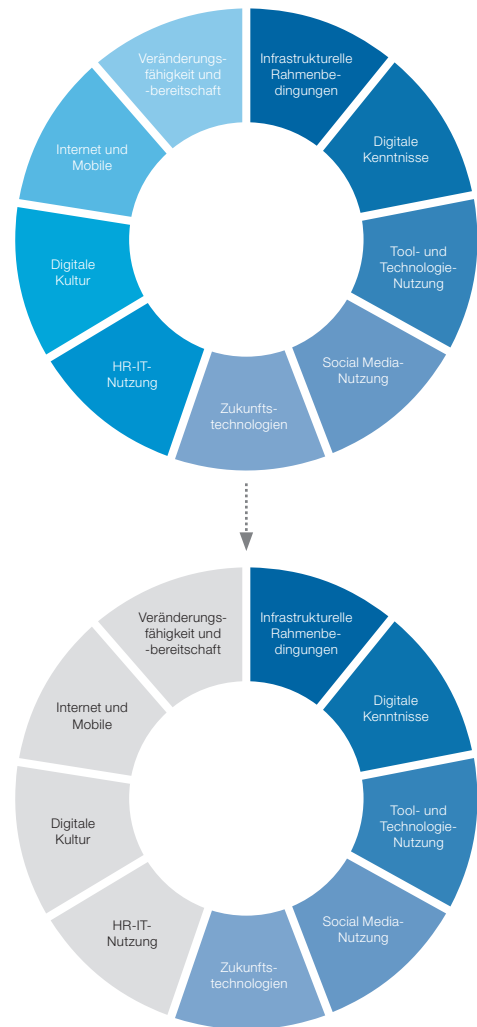 Veränderungs-
fähigkeit und
-bereitschaft
Infrastrukturelle
Rahmenbe-
dingungen
Digitale
Kenntnisse
Tool- und
Technologie-
Nutzung
Social Media-
Nutzung
Zukunfts-
technologien
HR-IT-
Nutzung
Digitale
Kultur
Internet und
Mobile
Veränderungs-
fähigkeit und
-bereitschaft
Infrastrukturelle
Rahmenbe-
dingungen
Digitale
Kenntnisse
Tool- und
Technologie-
Nutzung
Social Media-
Nutzung
Zukunfts-
technologien
HR-IT-
Nutzung
Digitale
Kultur
Internet und
Mobile